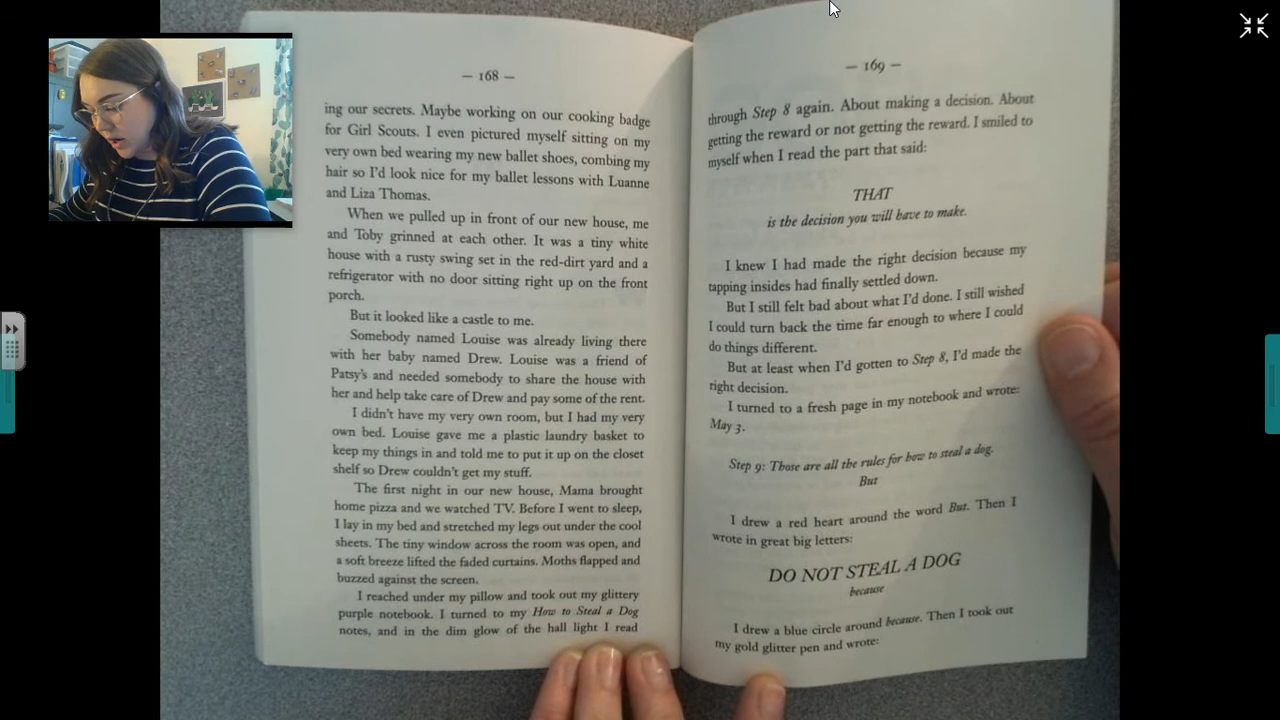 — 168 —
ing our secrets. Maybe working on our cooking badge
for Girl Scouts. I even pictured myself sitting on my
very own bed wearing my new ballet shoes, combing my
hair so I'd look nice for my ballet lessons with Luanne
and Liza Thomas.
When we pulled up in front of our new house, me
and Toby grinned at each other. It was a tiny white
house with a rusty swing set in the red-dirt yard and a
refrigerator with no door sitting right up on the front
porch.
But it looked like a castle to me.
Somebody named Louise was already living there
with her baby named Drew. Louise was a friend of
Patsy's and needed somebody to share the house with
her and help take care of Drew and pay some of the rent.
I didn't have my very own room, but I had my very
own bed. Louise gave me a plastic laundry basket to
keep my things in and told me to put it up on the closet
shelf so Drew couldn't get my stuff.
The first night in our new house, Mama brought
home pizza and we watched TV. Before I went to sleep,
I lay in my bed and stretched my legs out under the cool
sheets. The tiny window across the room was open, and
a soft breeze lifted the faded curtains. Moths flapped and
buzzed against the screen.
I reached under my pillow and took out my glittery
purple notebook. I turned to my How to Steal a Dog
notes, and in the dim glow of the hall light I read
— 169 —
through Step 8 again. About making a decision. About
getting the reward or not getting the reward. I smiled to
myself when I read the part that said:
THAT
is the decision you will have to make.
I knew I had made the right decision because my
tapping insides had finally settled down.
But I still felt bad about what I'd done. I still wished
I could turn back the time far enough to where I could
do things different.
But at least when I'd gotten to Step 8, I'd made the
right decision.
I turned to a fresh page in my notebook and wrote:
May 3.
Step 9: Those are all the rules for how to steal a dog.
But
I drew a red heart around the word But. Then I
wrote in great big letters:
DO NOT STEAL A DOG
because
I drew a blue circle around because. Then I took out
my gold glitter pen and wrote: